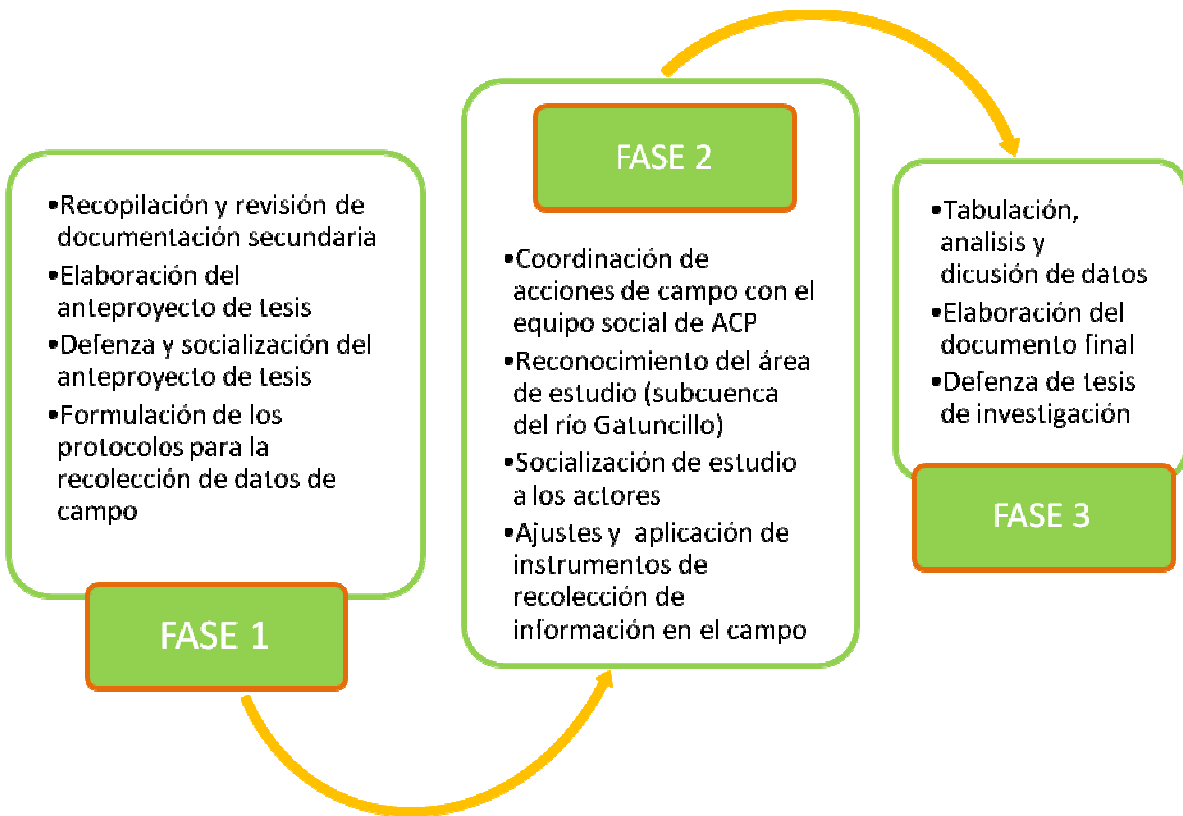 •Recopilación y revisión de
documentación secundaria
•Elaboración del
anteproyecto de tesis
•Defenza y socialización del
anteproyecto de tesis
•Formulación de los
protocolos para la
recolección de datos de
campo
FASE 1
FASE 2
•Coordinación de
acciones de campo con el
equipo social de ACP
•Reconocimiento del área
de estudio (subcuenca
del río Gatuncillo)
•Socialización de estudio
a los actores
•Ajustes y aplicación de
instrumentos de
recolección de
información en el campo
•Tabulación,
analisis y
dicusión de datos
•Elaboración del
documento final
•Defenza de tesis
de investigación
FASE 3